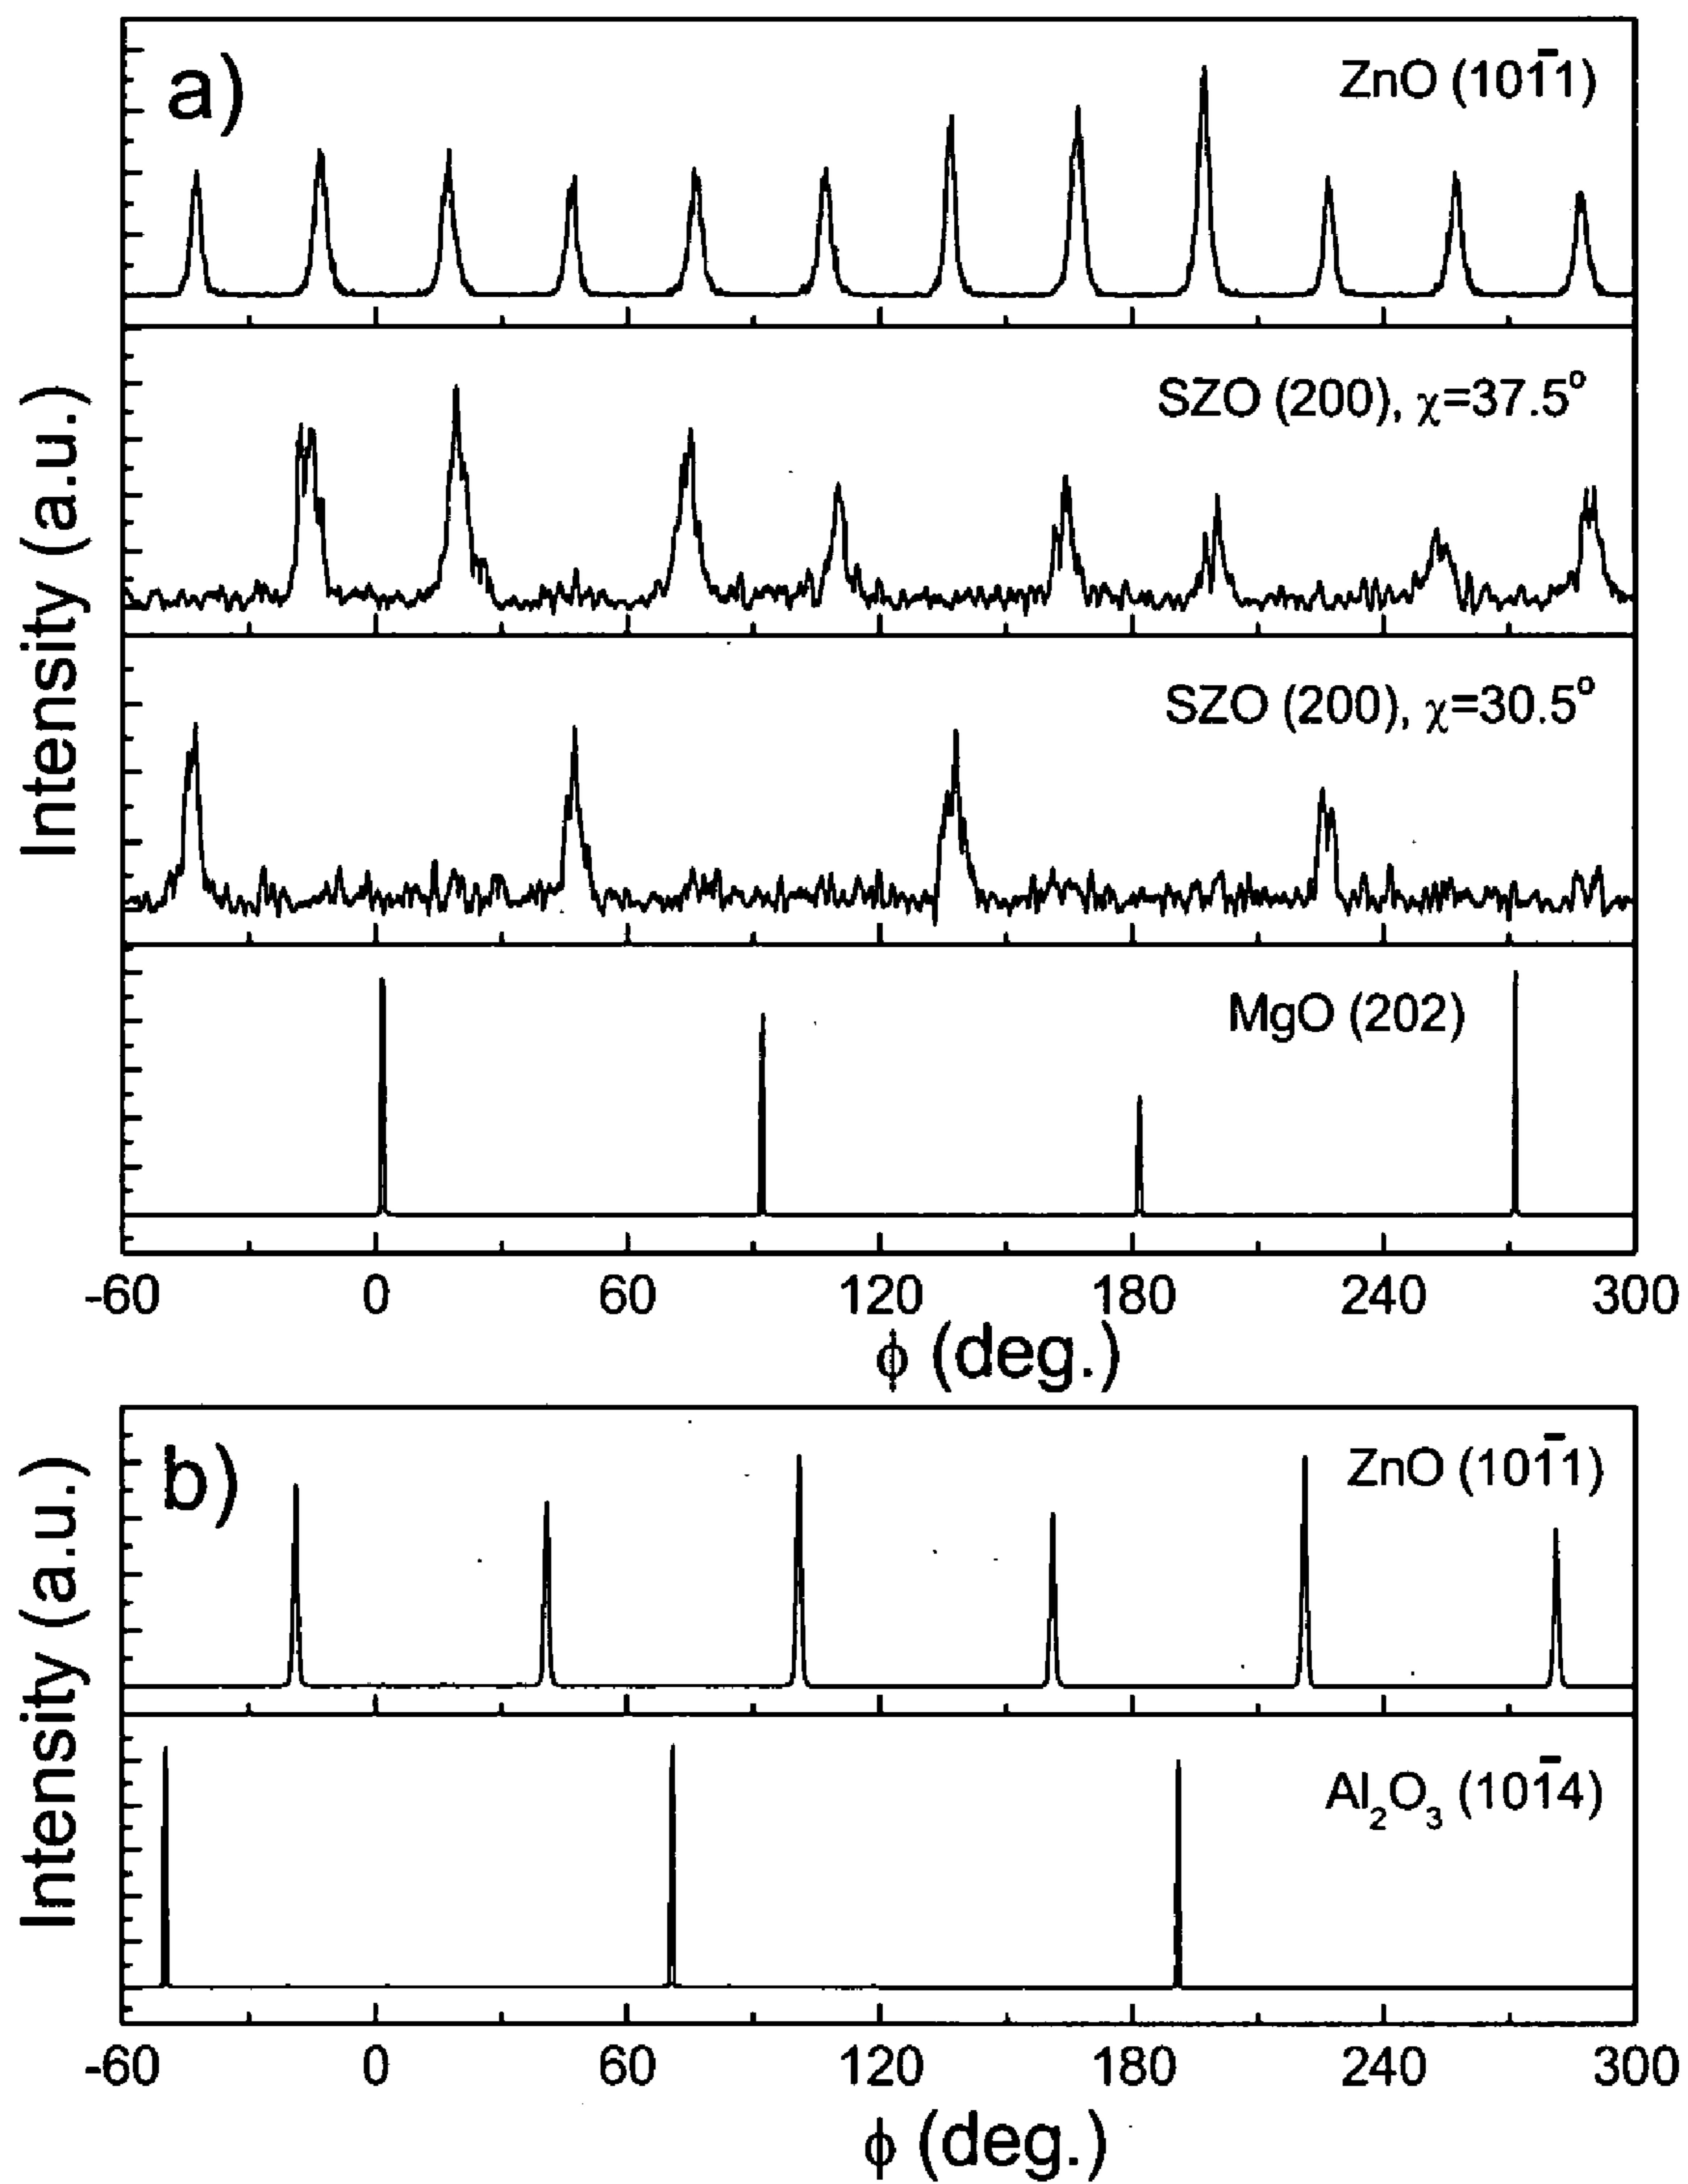 a)
ZnO (101̄1)
SZO (200), χ=37.5°
SZO (200), χ=30.5°
MgO (202)
Intensity (a.u.)
-60 0 60 120 180 240 300
ϕ (deg.)
b)
ZnO (101̄1)
Al₂O₃ (101̄4)
Intensity (a.u.)
-60 0 60 120 180 240 300
ϕ (deg.)